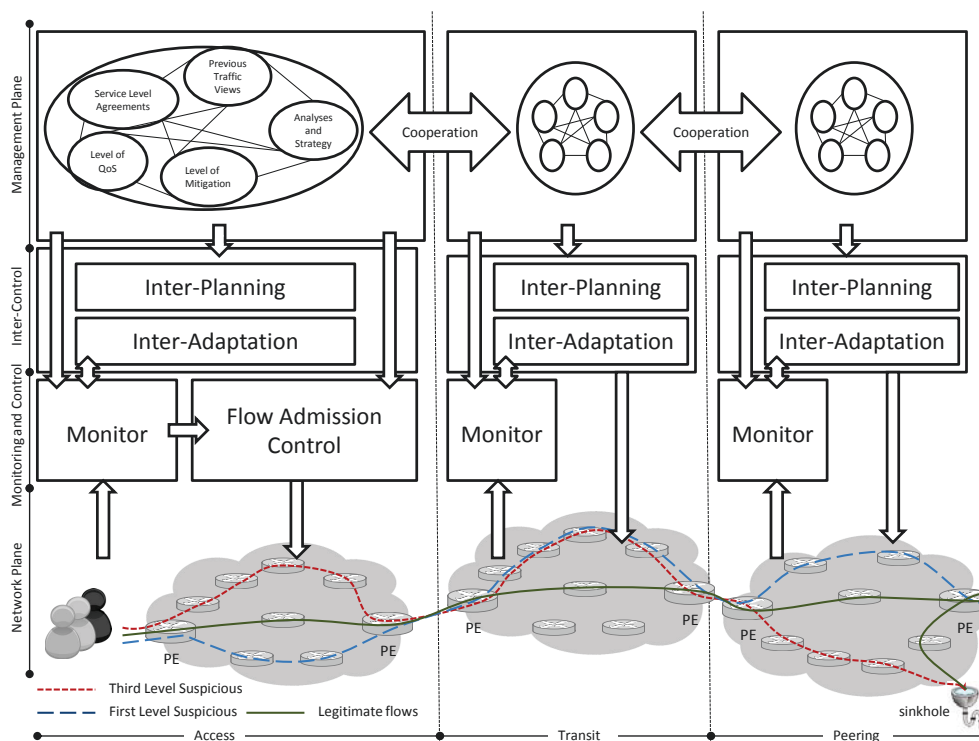 Management Plane
Previous
Traffic
Views
Service Level
Agreements
Analyses
and
Strategy
Level of
QoS
Level of
Mitigation
Cooperation
Cooperation
Inter-Control
Inter-Planning
Inter-Adaptation
Inter-Planning
Inter-Adaptation
Inter-Planning
Inter-Adaptation
Monitoring and Control
Monitor
Flow Admission
Control
Monitor
Monitor
Network Plane
PE
PE
PE
PE
PE
PE
Third Level Suspicious
First Level Suspicious
Legitimate flows
sinkhole
Access
Transit
Peering